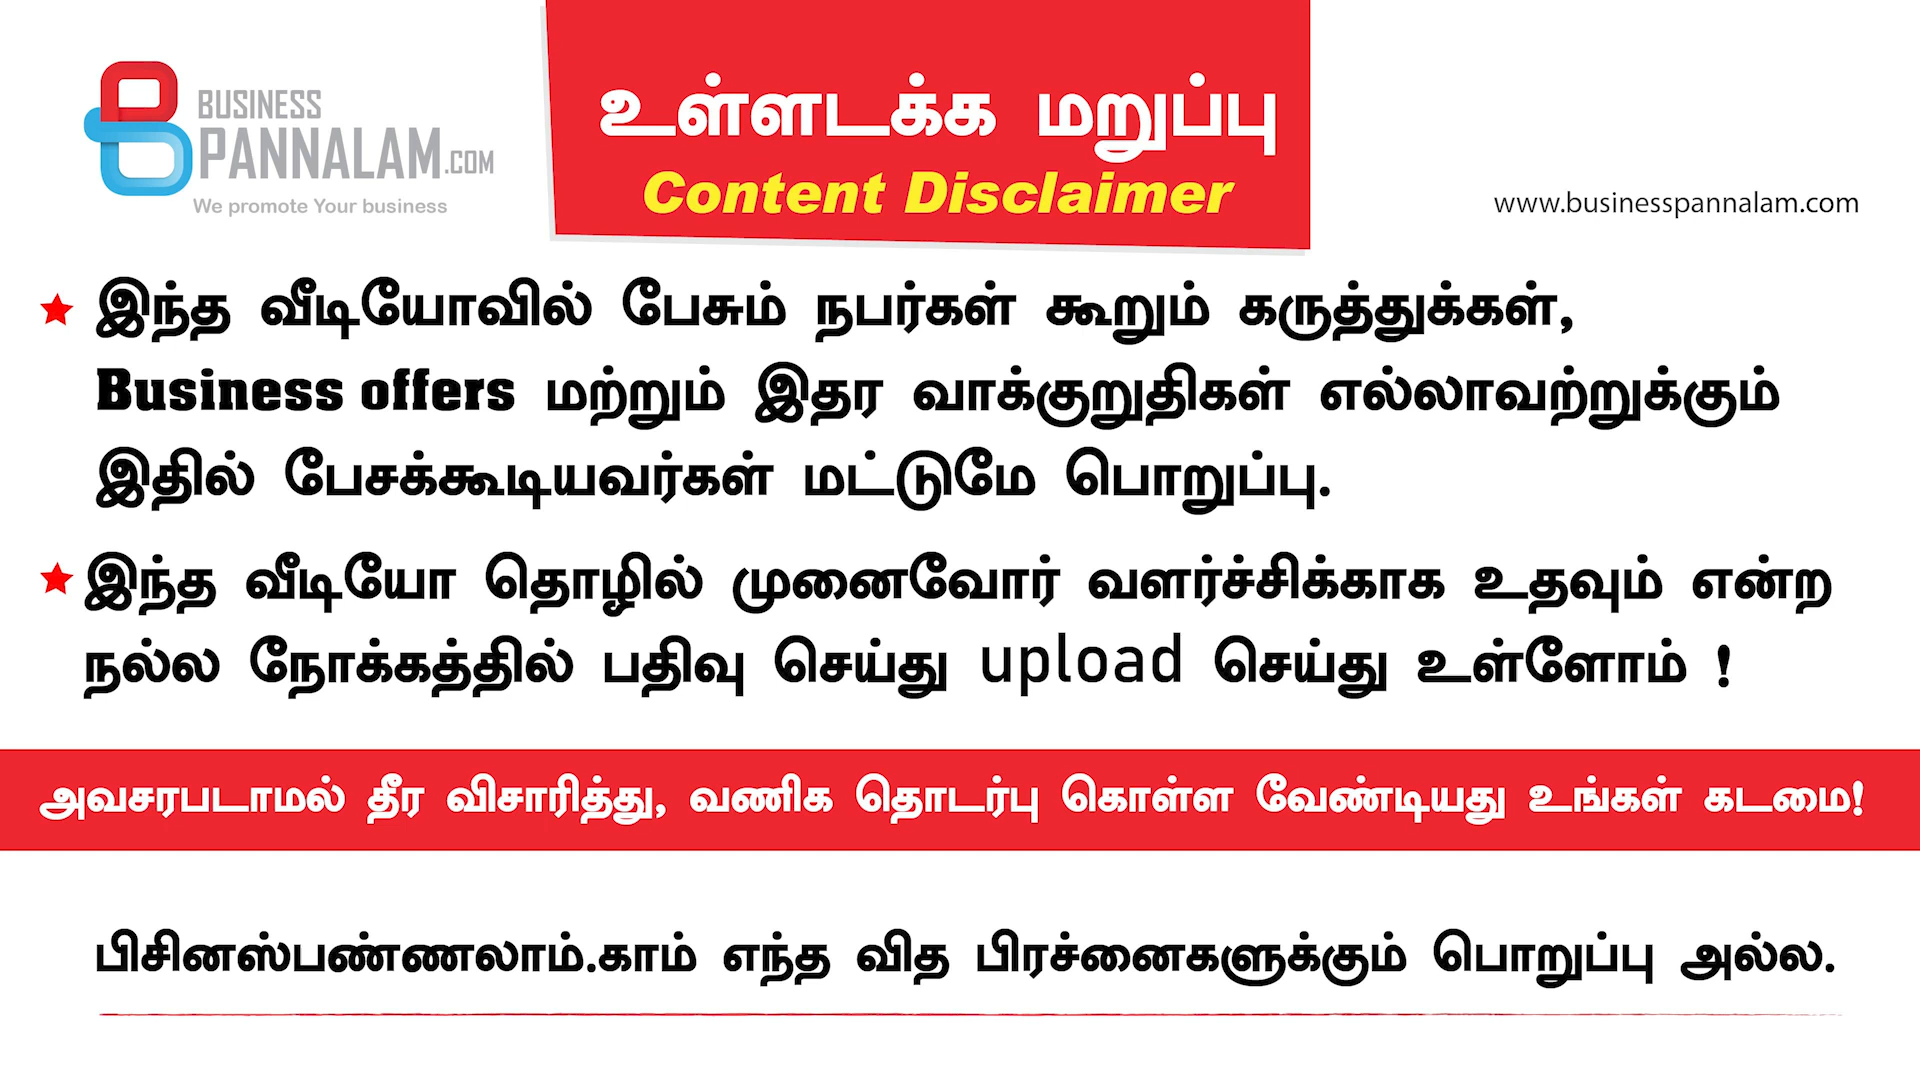 BUSINESS
PANNALAM.COM
We promote Your business
உள்ளடக்க மறுப்பு
Content Disclaimer
www.businesspannalam.com
இந்த வீடியோவில் பேசும் நபர்கள் கூறும் கருத்துக்கள்,
Business offers மற்றும் இதர வாக்குறுதிகள் எல்லாவற்றுக்கும்
இதில் பேசக்கூடியவர்கள் மட்டுமே பொறுப்பு.
இந்த வீடியோ தொழில் முனைவோர் வளர்ச்சிக்காக உதவும் என்ற
நல்ல நோக்கத்தில் பதிவு செய்து upload செய்து உள்ளோம் !
அவசரபடாமல் தீர விசாரித்து, வணிக தொடர்பு கொள்ள வேண்டியது உங்கள் கடமை!
பிசினஸ்பண்ணலாம்.காம் எந்த வித பிரச்னைகளுக்கும் பொறுப்பு அல்ல.